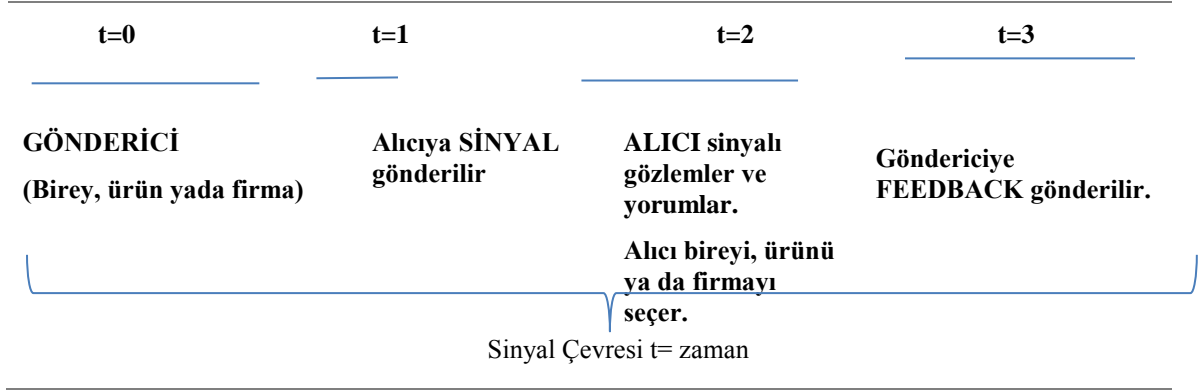 t=0
t=1
t=2
t=3
GÖNDERİCİ
(Birey, ürün yada firma)
Alıcıya SİNYAL
gönderilir
ALICI sinyalı
gözlemler ve
yorumlar.
Alıcı bireyi, ürünü
ya da firmayı
seçer.
Göndericiye
FEEDBACK gönderilir.
Sinyal Çevresi t= zaman